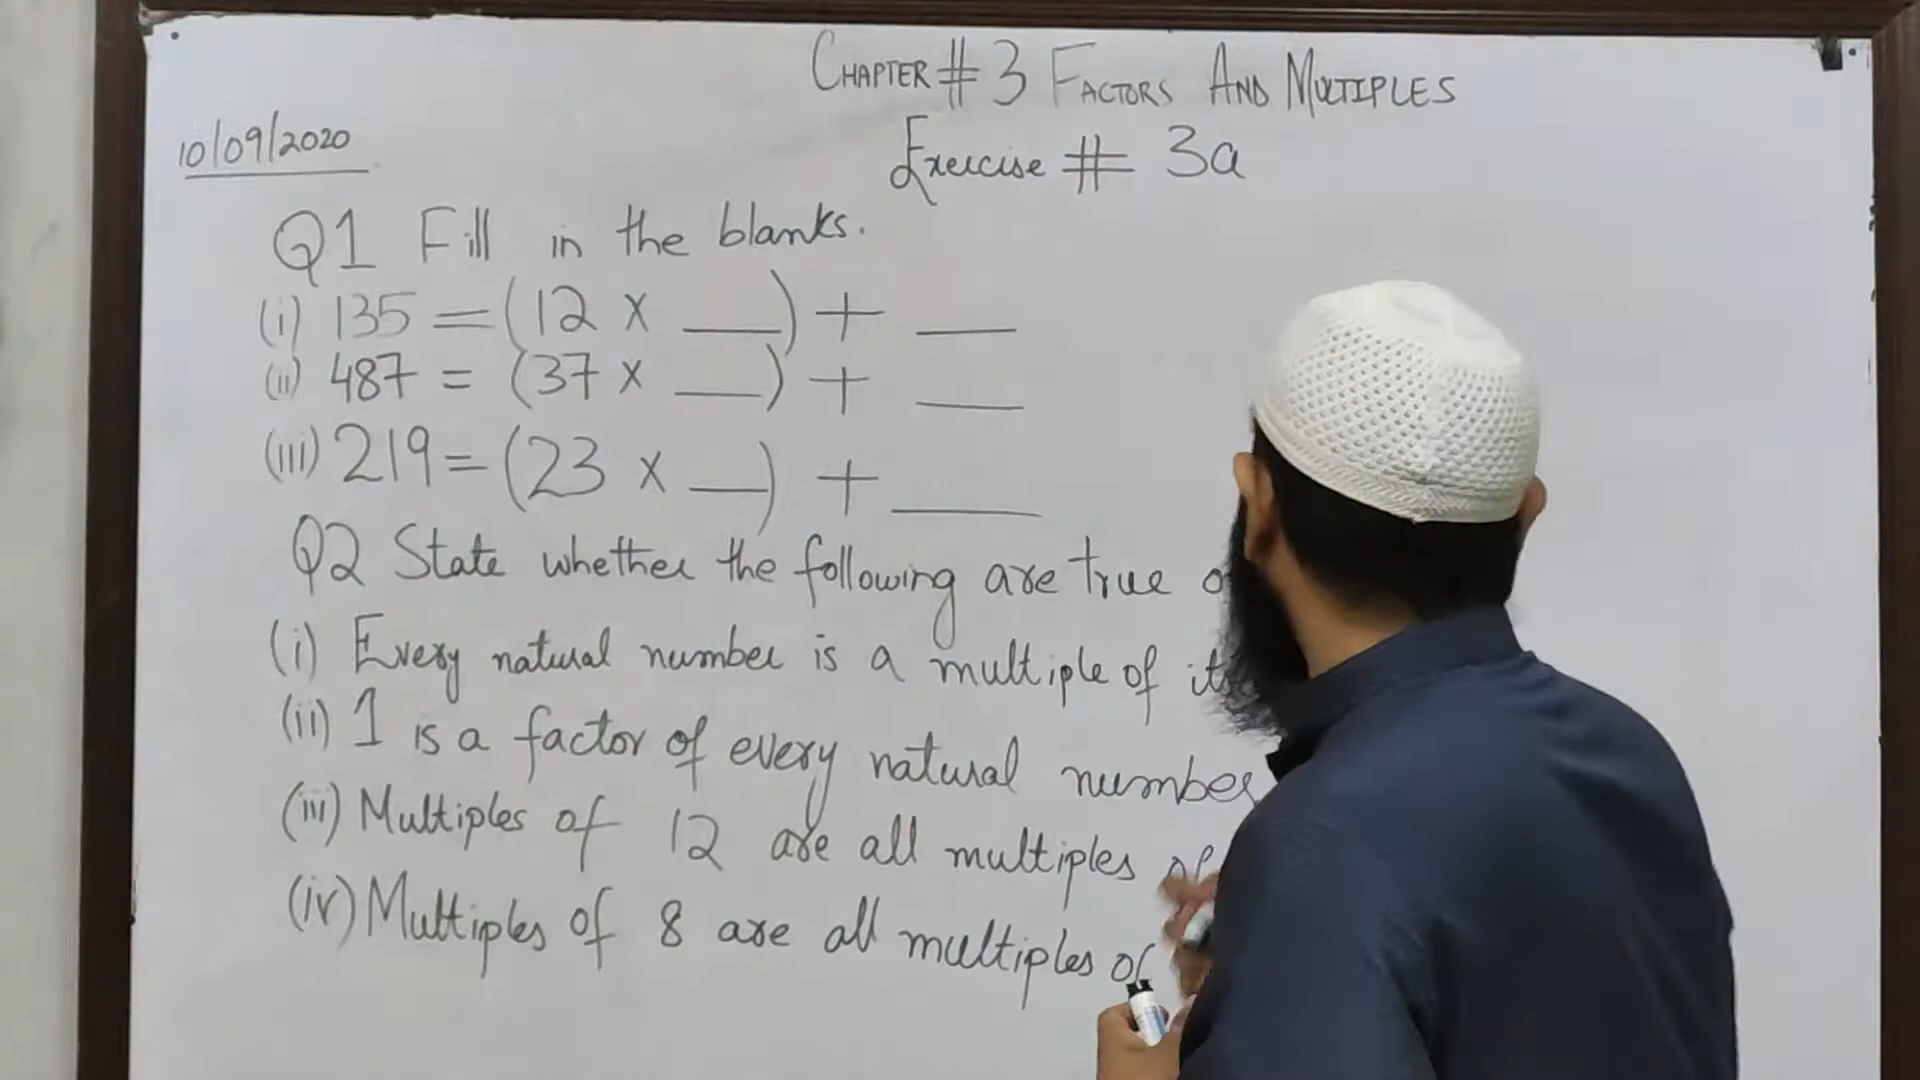 CHAPTER # 3 FACTORS AND MULTIPLES
10/09/2020
Exercise # 3a
Q1 Fill in the blanks.
(i) 135 = (12 x ___) + ___
(ii) 487 = (37 x ___) + ___
(iii) 219 = (23 x ___) + ___
Q2 State whether the following are true
(i) Every natural number is a multiple of
(ii) 1 is a factor of every natural number
(iii) Multiples of 12 are all multiples of
(iv) Multiples of 8 are all multiples of